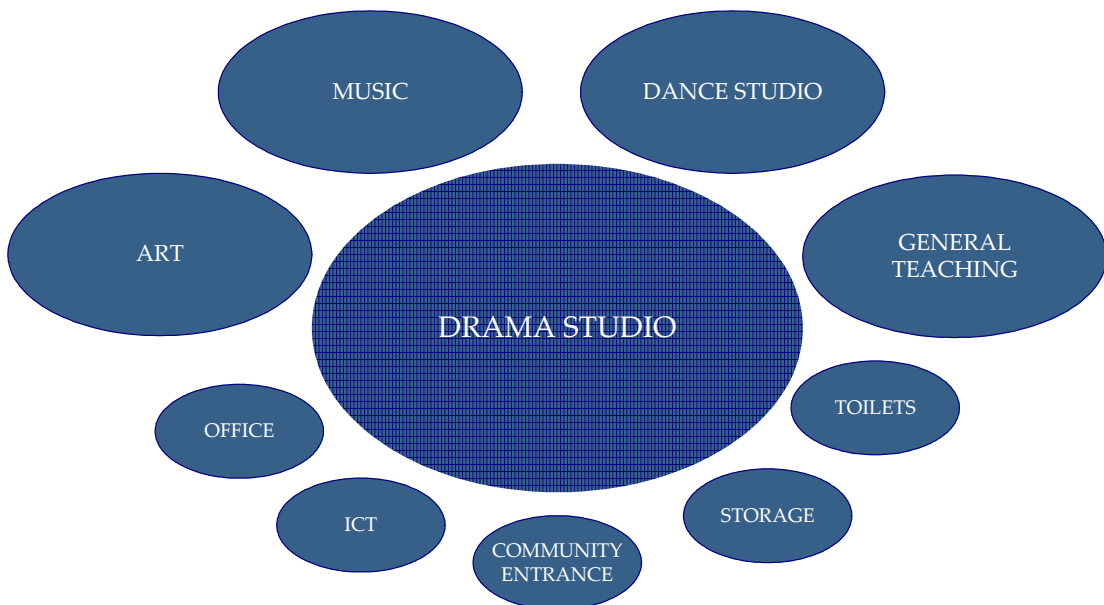 MUSIC
DANCE STUDIO
ART
GENERAL
TEACHING
DRAMA STUDIO
TOILETS
OFFICE
STORAGE
ICT
COMMUNITY
ENTRANCE